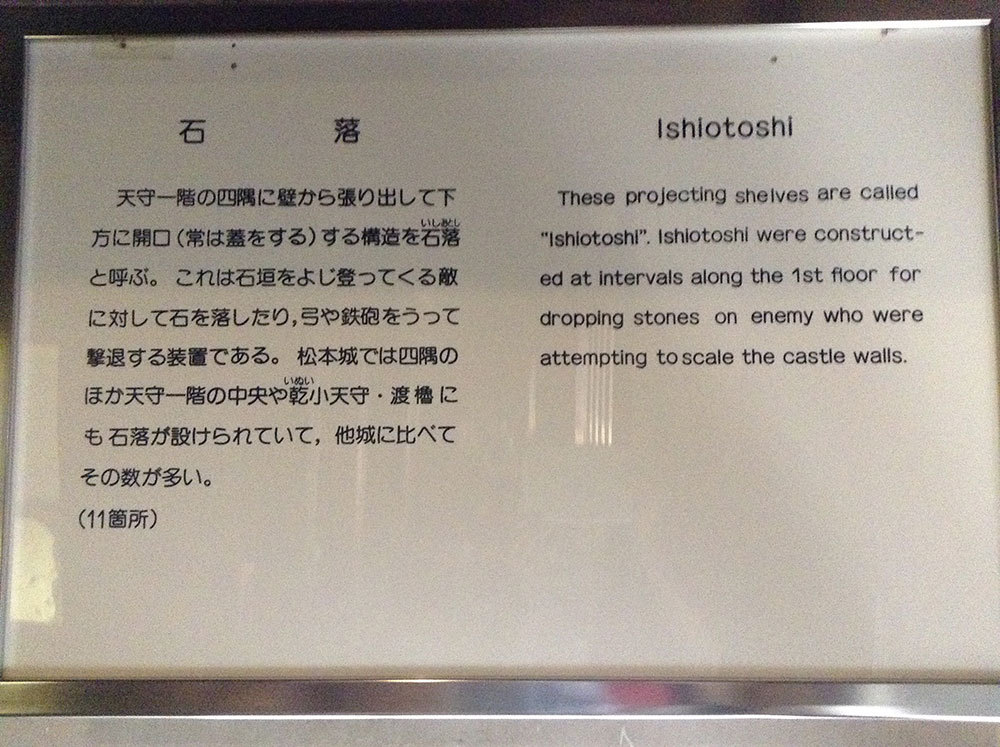 石落
天守一階の四隅に壁から張り出して下
方に開口(常は蓋をする)する構造を石落
いしおとし
と呼ぶ。これは石垣をよじ登ってくる敵
に対して石を落したり,弓や鉄砲をうって
撃退する装置である。松本城では四隅の
ほか天守一階の中央や乾小天守・渡櫓に
いぬい
も石落が設けられていて,他城に比べて
その数が多い。
(11箇所)
Ishiotoshi
These projecting shelves are called
"Ishiotoshi". Ishiotoshi were construct-
ed at intervals along the 1st floor for
dropping stones on enemy who were
attempting to scale the castle walls.